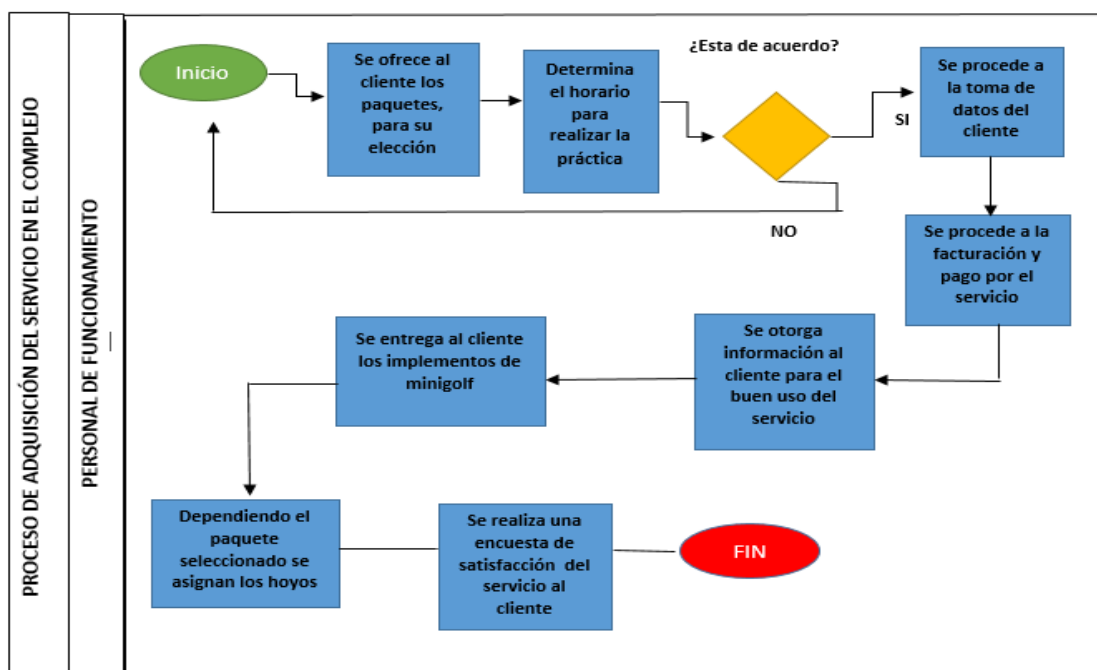 PROCESO DE ADQUISICIÓN DEL SERVICIO EN EL COMPLEJO
PERSONAL DE FUNCIONAMIENTO
Inicio
Se ofrece al
cliente los
paquetes,
para su
elección
Determina
el horario
para
realizar la
práctica
¿Esta de acuerdo?
SI
NO
Se procede a
la toma de
datos del
cliente
Se procede a la
facturación y
pago por el
servicio
Se otorga
información al
cliente para el
buen uso del
servicio
Se entrega al cliente
los implementos de
minigolf
Dependiendo el
paquete
seleccionado se
asignan los hoyos
Se realiza una
encuesta de
satisfacción del
servicio al
cliente
FIN